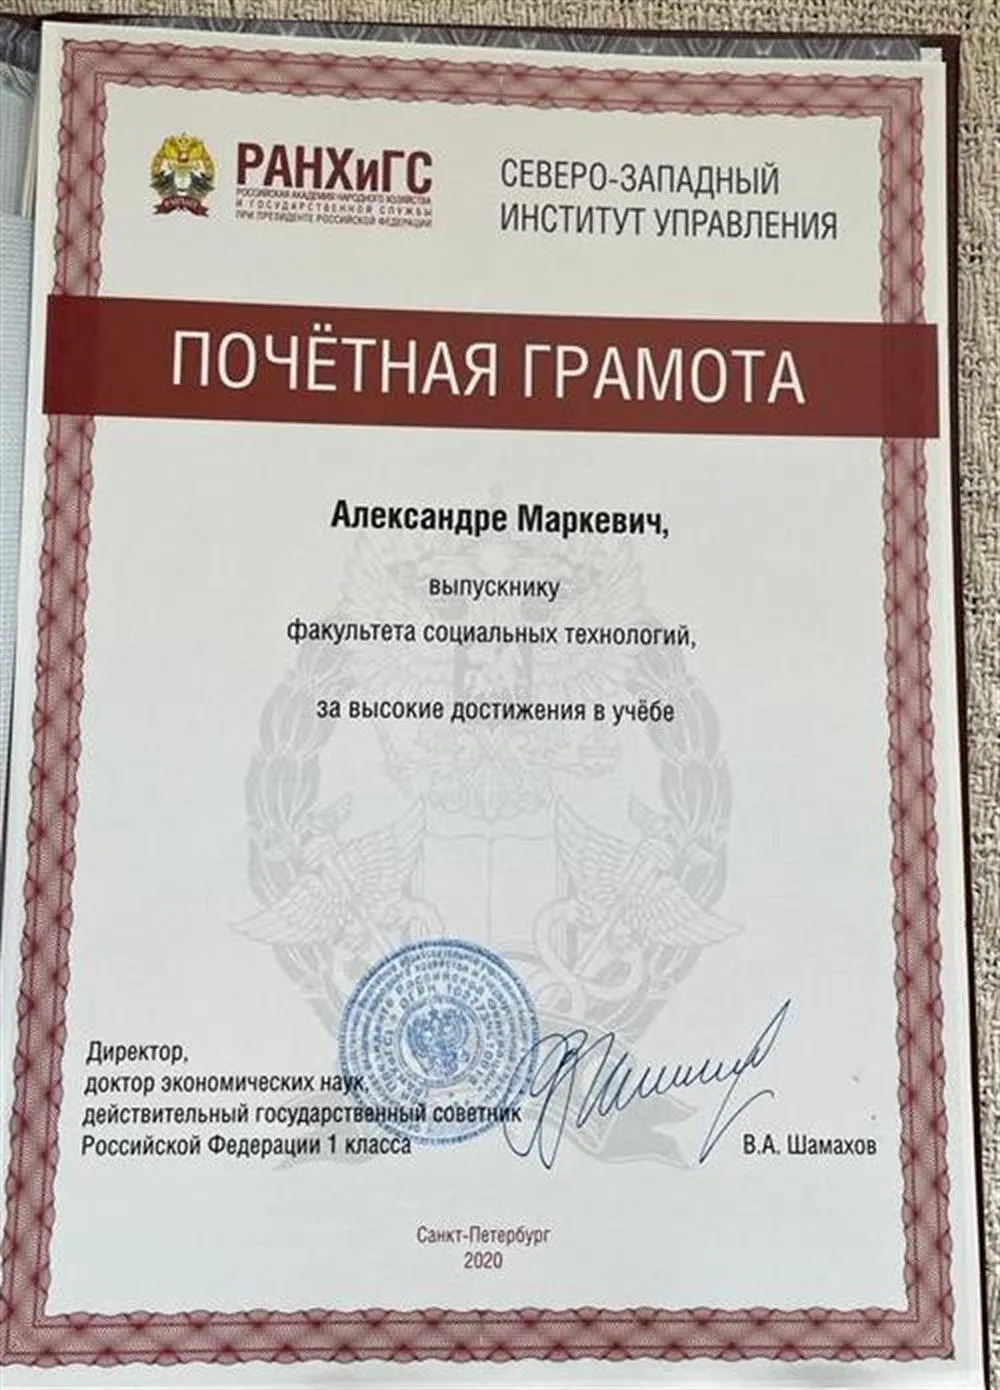 РАНХиГС
РОССИЙСКАЯ АКАДЕМИЯ НАРОДНОГО ХОЗЯЙСТВА
И ГОСУДАРСТВЕННОЙ СЛУЖБЫ
ПРИ ПРЕЗИДЕНТЕ РОССИЙСКОЙ ФЕДЕРАЦИИ
СЕВЕРО-ЗАПАДНЫЙ
ИНСТИТУТ УПРАВЛЕНИЯ
ПОЧЁТНАЯ ГРАМОТА
Александре Маркевич,
выпускнику
факультета социальных технологий,
за высокие достижения в учёбе
Директор,
доктор экономических наук,
действительный государственный советник
Российской Федерации 1 класса
В.А. Шамахов
Санкт-Петербург
2020